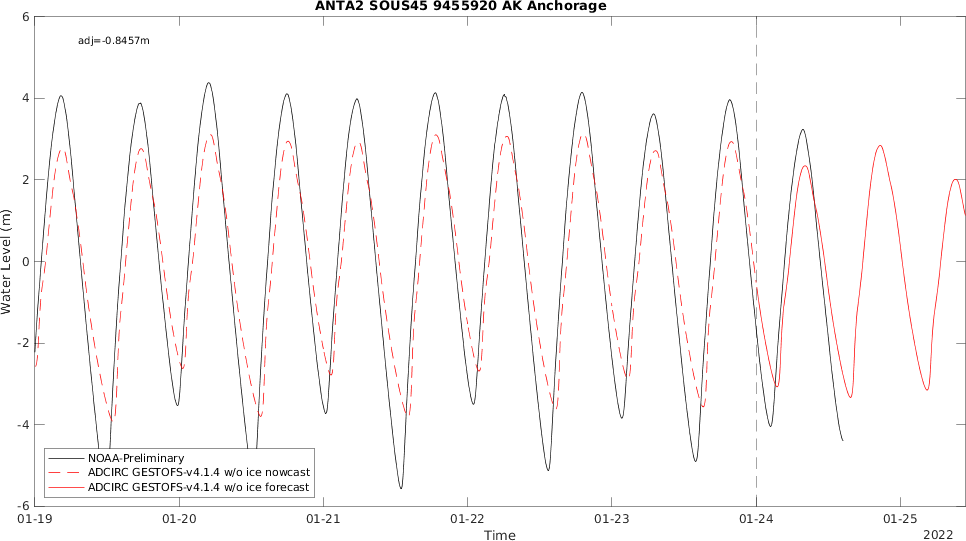 ANTA2 SOUS45 9455920 AK Anchorage
adj=-0.8457m
6
4
2
0
-2
-4
-6
Water Level (m)
NOAA-Preliminary
ADCIRC GESTOFS-v4.1.4 w/o ice nowcast
ADCIRC GESTOFS-v4.1.4 w/o ice forecast
01-19 01-20 01-21 01-22 01-23 01-24 01-25
Time
2022